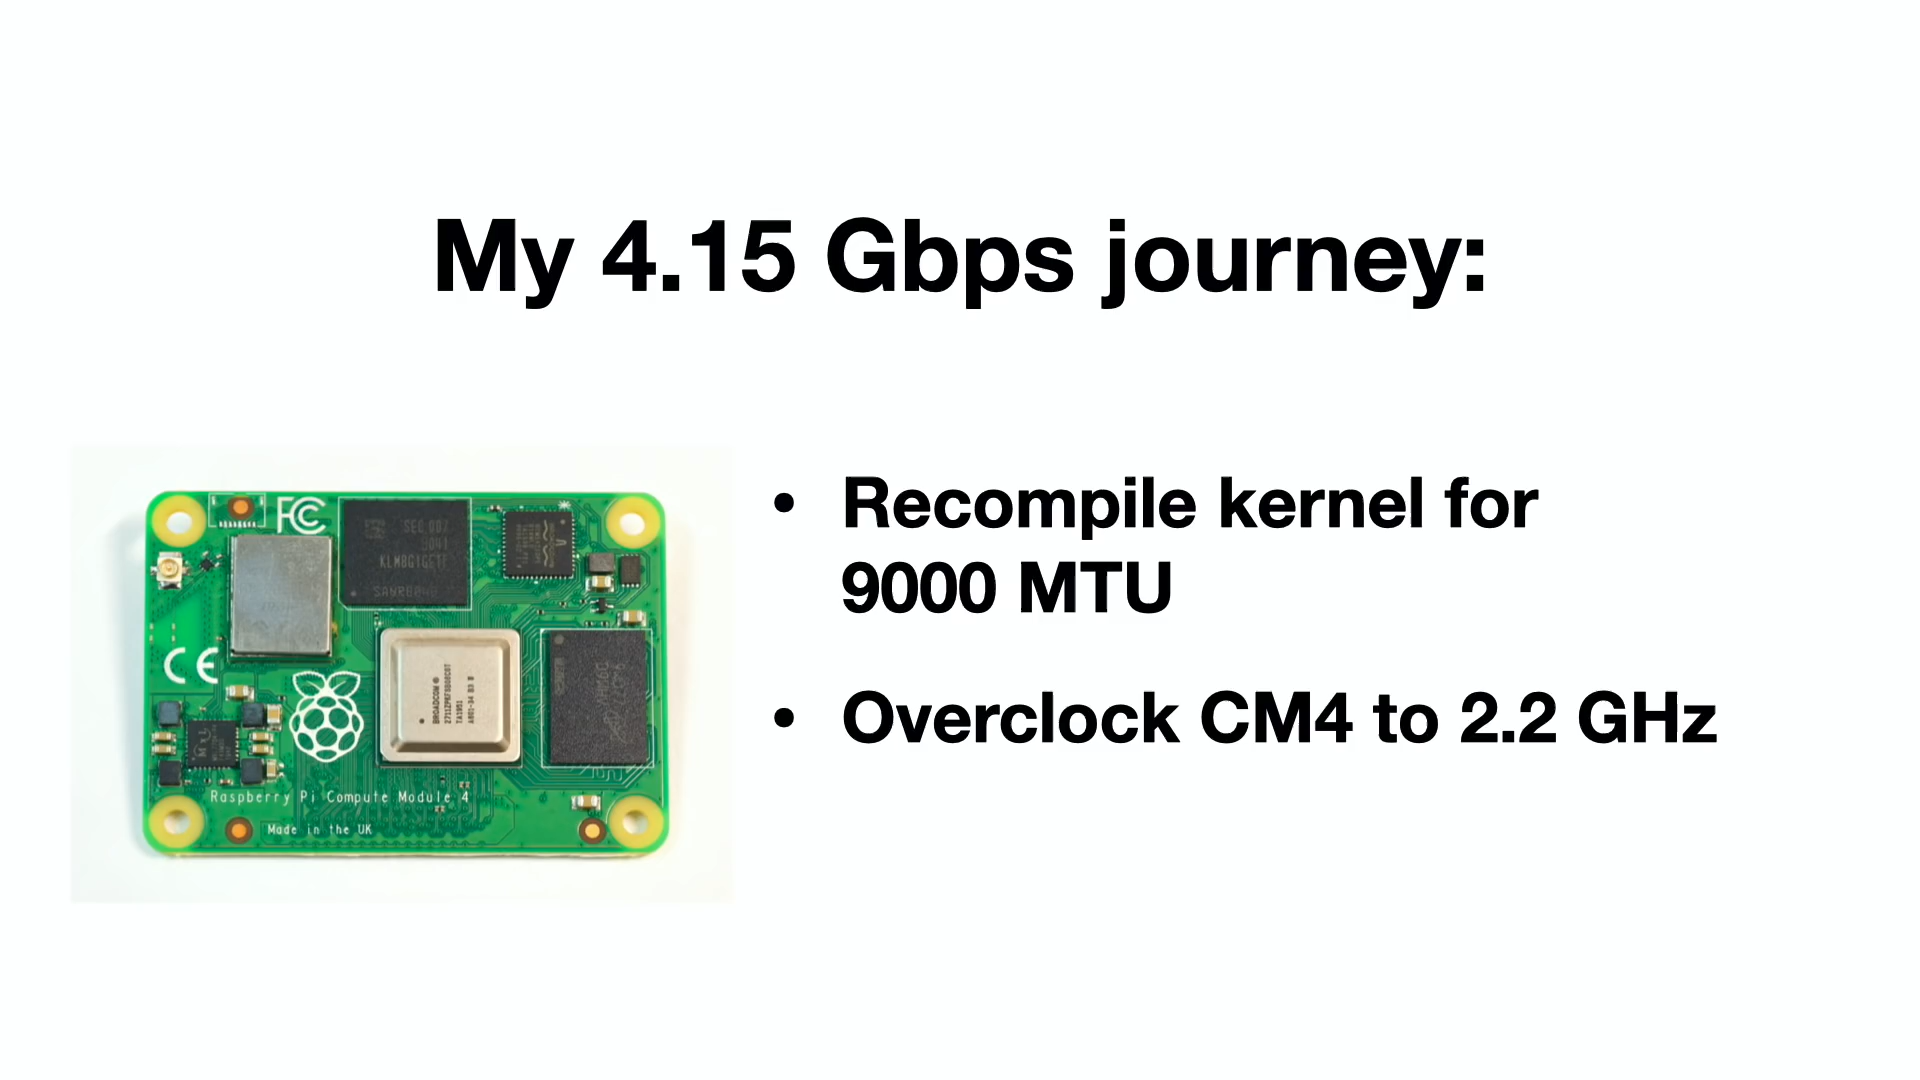 My 4.15 Gbps journey:
• Recompile kernel for
9000 MTU
• Overclock CM4 to 2.2 GHz
FC
CE
BROADCOM
Raspberry Pi Compute Module 4
Made in the UK